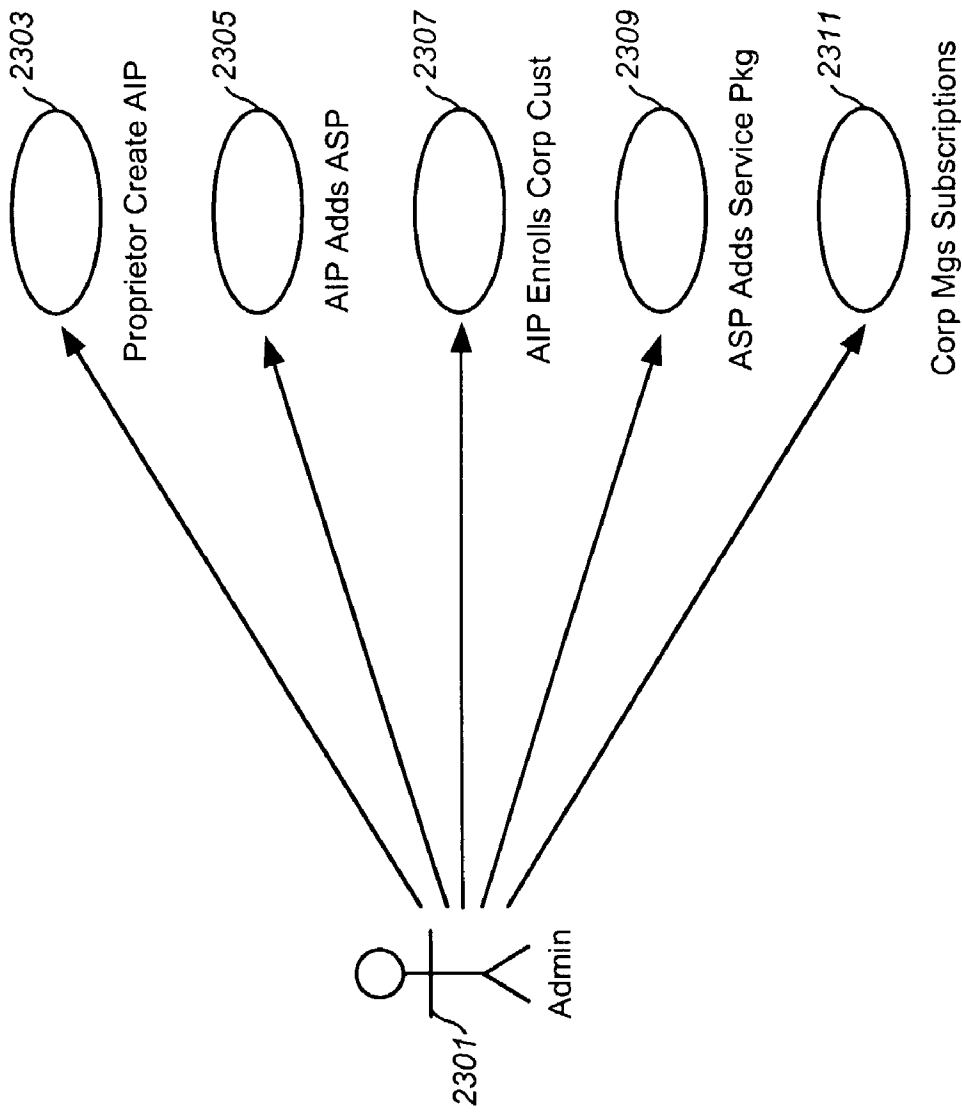 2303
Proprietor Create AIP
2305
AIP Adds ASP
2307
AIP Enrolls Corp Cust
2309
ASP Adds Service Pkg
2311
Corp Mgs Subscriptions
2301
Admin